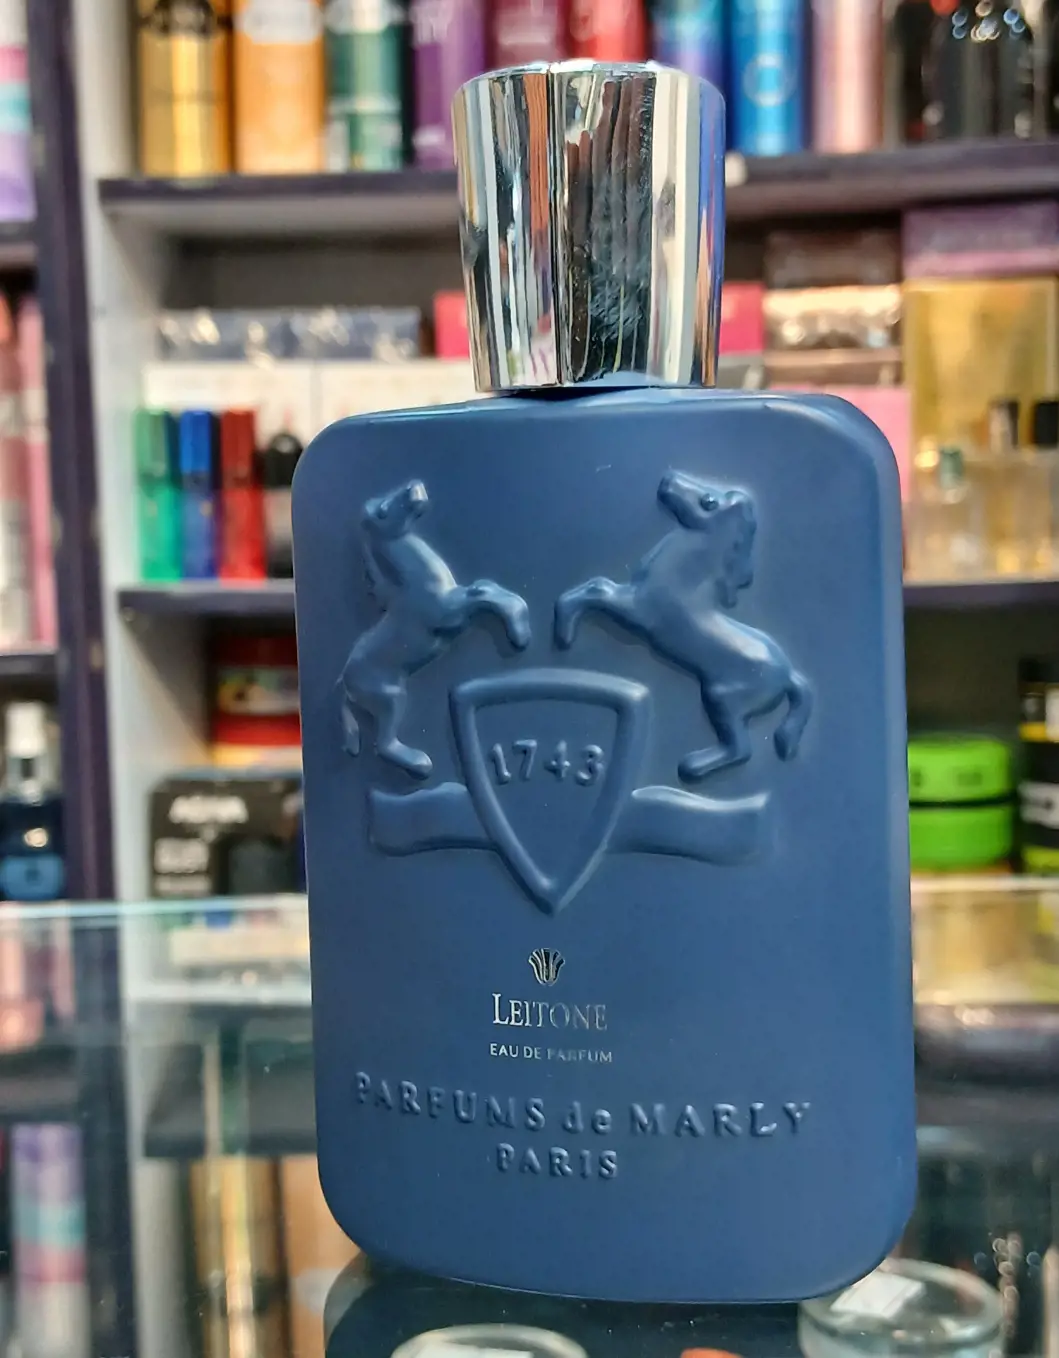 1743
LEITONE
EAU DE PARFUM
PARFUMS de MARLY
PARIS